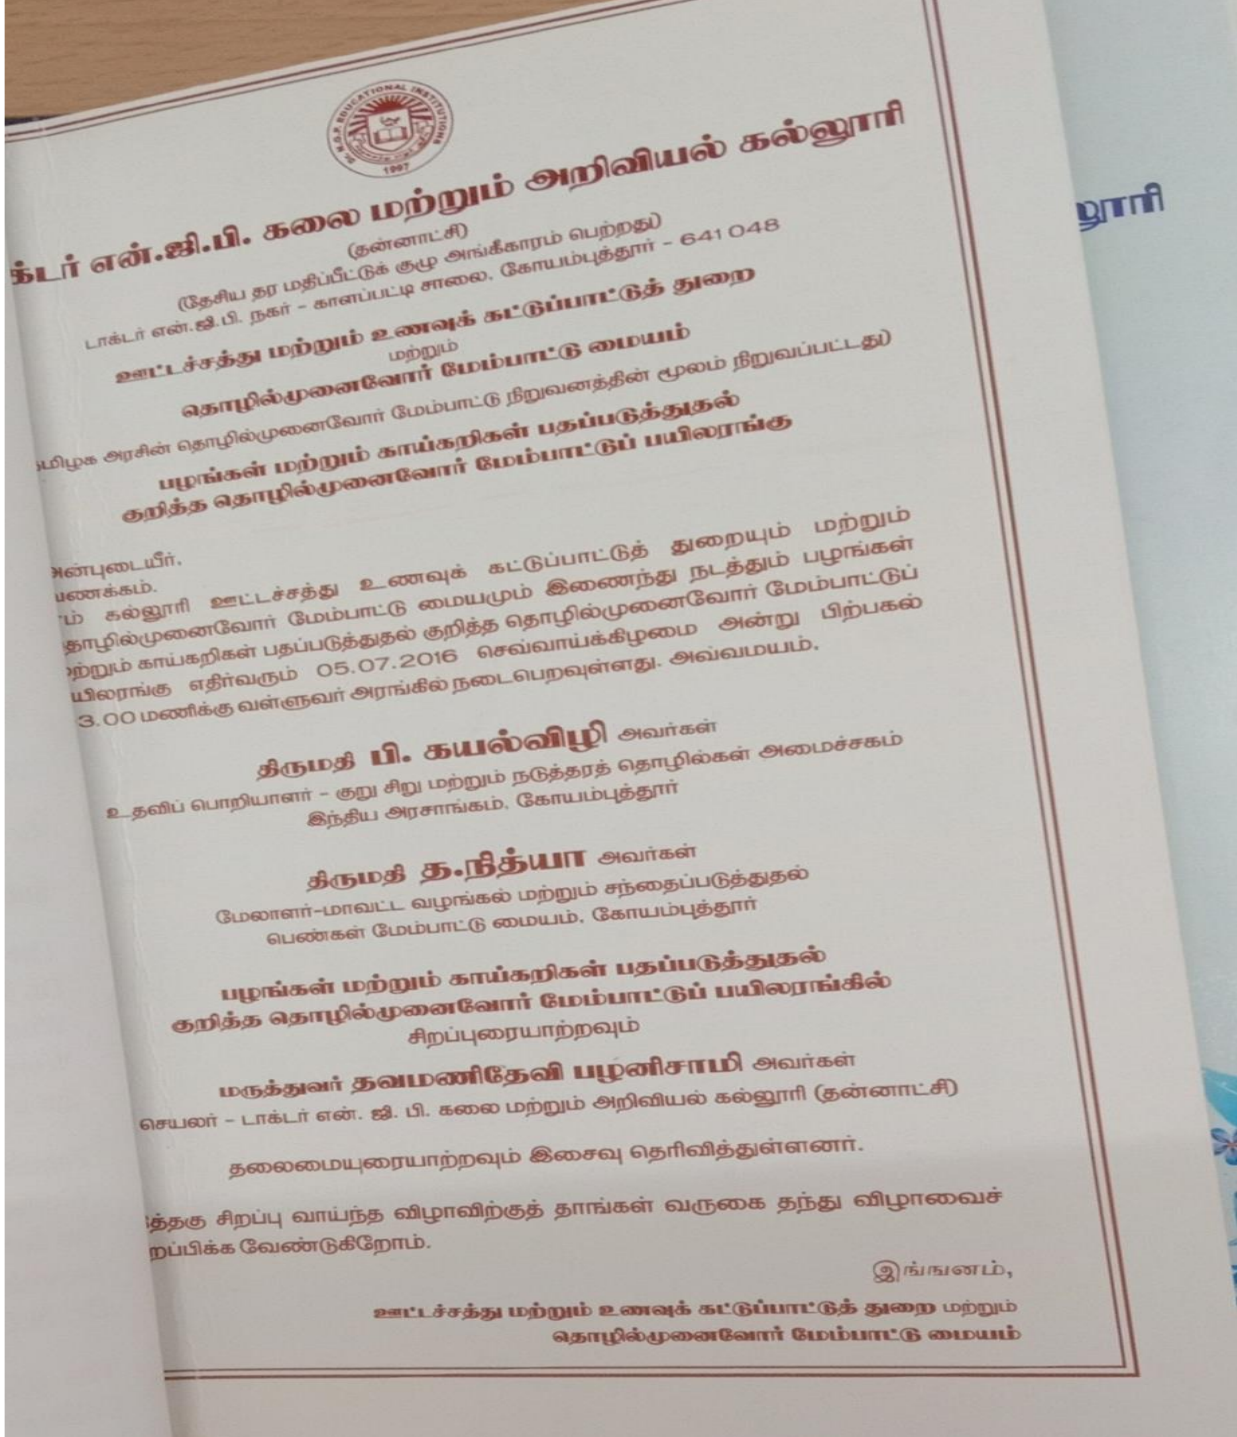 Dr. N.G.P. EDUCATIONAL INSTITUTIONS
1997
க்டர் என்.ஜி.பி. கலை மற்றும் அறிவியல் கல்லூரி
(தன்னாட்சி)
(தேசிய தர மதிப்பீட்டுக் குழு அங்கீகாரம் பெற்றது)
டாக்டர் என்.ஜி.பி. நகர் – காளப்பட்டி சாலை, கோயம்புத்தூர் – 641 048
ஊட்டச்சத்து மற்றும் உணவுக் கட்டுப்பாட்டுத் துறை
மற்றும்
தொழில்முனைவோர் மேம்பாட்டு மையம்
மிழக அரசின் தொழில்முனைவோர் மேம்பாட்டு நிறுவனத்தின் மூலம் நிறுவப்பட்டது)
பழங்கள் மற்றும் காய்கறிகள் பதப்படுத்துதல்
குறித்த தொழில்முனைவோர் மேம்பாட்டுப் பயிலரங்கு
அன்புடையீர்,
வணக்கம்.
ம் கல்லூரி ஊட்டச்சத்து உணவுக் கட்டுப்பாட்டுத் துறையும் மற்றும்
தாழில்முனைவோர் மேம்பாட்டு மையமும் இணைந்து நடத்தும் பழங்கள்
ற்றும் காய்கறிகள் பதப்படுத்துதல் குறித்த தொழில்முனைவோர் மேம்பாட்டுப்
யிலரங்கு எதிர்வரும் 05.07.2016 செவ்வாய்க்கிழமை அன்று பிற்பகல்
3.00 மணிக்கு வள்ளுவர் அரங்கில் நடைபெறவுள்ளது. அவ்வமயம்,
திருமதி பி. கயல்விழி அவர்கள்
உதவிப் பொறியாளர் – குறு சிறு மற்றும் நடுத்தரத் தொழில்கள் அமைச்சகம்
இந்திய அரசாங்கம், கோயம்புத்தூர்
திருமதி த.நித்யா அவர்கள்
மேலாளர்-மாவட்ட வழங்கல் மற்றும் சந்தைப்படுத்துதல்
பெண்கள் மேம்பாட்டு மையம், கோயம்புத்தூர்
பழங்கள் மற்றும் காய்கறிகள் பதப்படுத்துதல்
குறித்த தொழில்முனைவோர் மேம்பாட்டுப் பயிலரங்கில்
சிறப்புரையாற்றவும்
மருத்துவர் தவமணிதேவி பழனிசாமி அவர்கள்
செயலர் – டாக்டர் என். ஜி. பி. கலை மற்றும் அறிவியல் கல்லூரி (தன்னாட்சி)
தலைமையுரையாற்றவும் இசைவு தெரிவித்துள்ளனர்.
த்தகு சிறப்பு வாய்ந்த விழாவிற்குத் தாங்கள் வருகை தந்து விழாவைச்
றப்பிக்க வேண்டுகிறோம்.
இங்ஙனம்,
ஊட்டச்சத்து மற்றும் உணவுக் கட்டுப்பாட்டுத் துறை மற்றும்
தொழில்முனைவோர் மேம்பாட்டு மையம்
லூரி